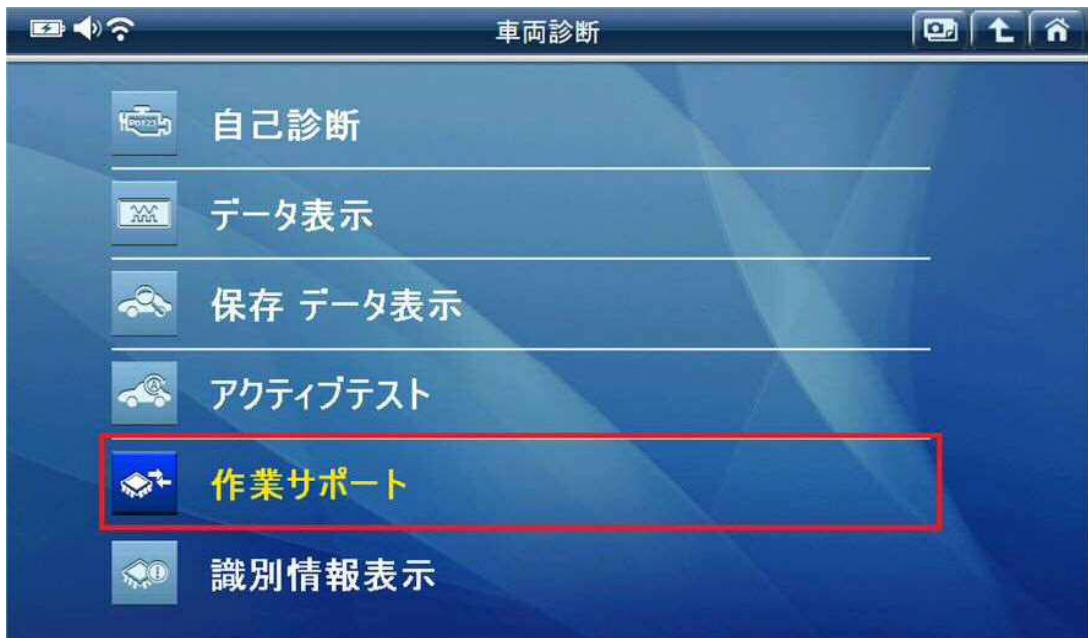 車両診断
自己診断
データ表示
保存 データ表示
アクティブテスト
作業サポート
識別情報表示